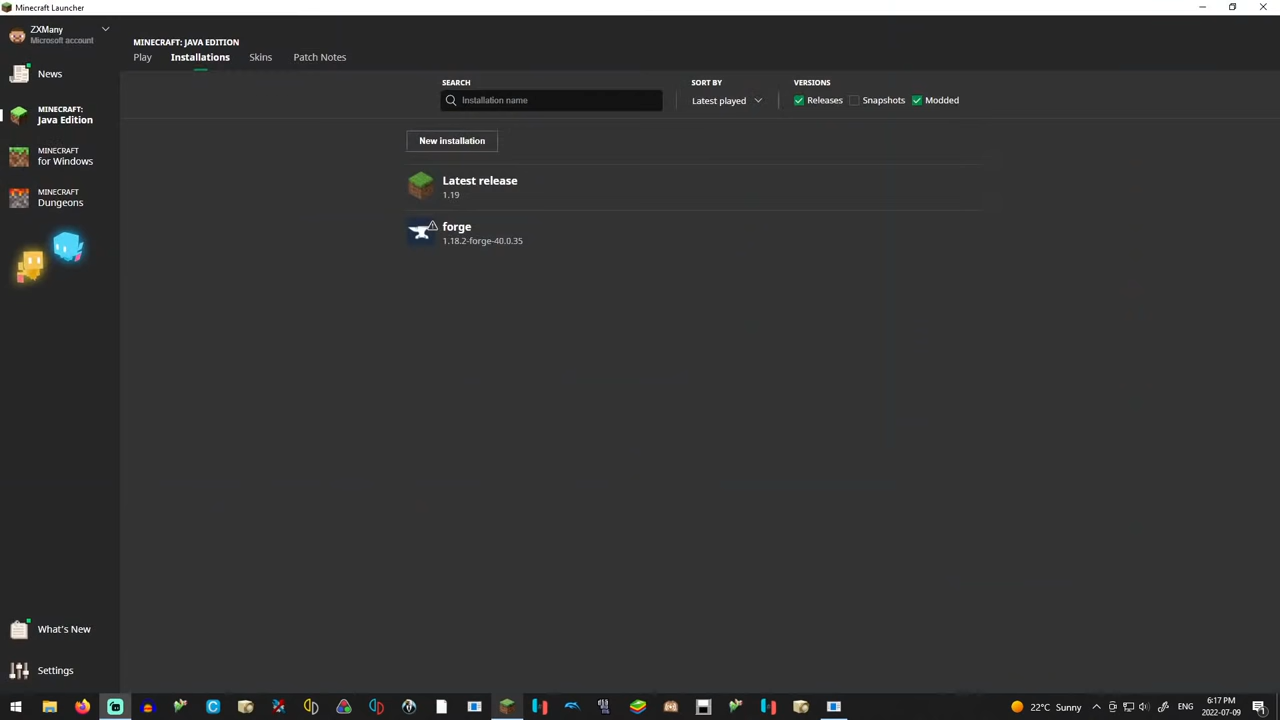 Minecraft Launcher
ZXMany
Microsoft account
News
MINECRAFT:
Java Edition
MINECRAFT
for Windows
MINECRAFT
Dungeons
What's New
Settings
MINECRAFT: JAVA EDITION
Play Installations Skins Patch Notes
SEARCH SORT BY VERSIONS
Installation name Latest played Releases Snapshots Modded
New installation
Latest release
1.19
forge
1.18.2-forge-40.0.35
22°C Sunny ENG 6:17 PM
2022-07-09